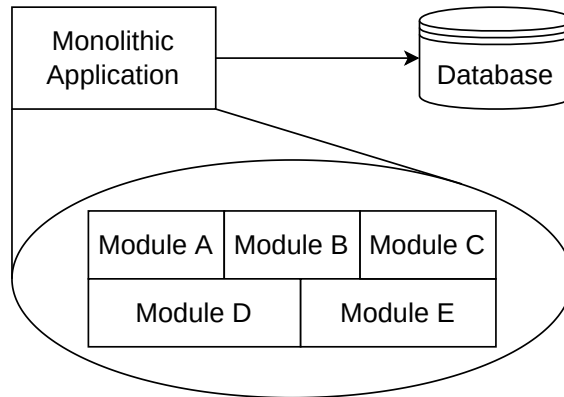 Monolithic
Application
Database
Module A
Module B
Module C
Module D
Module E